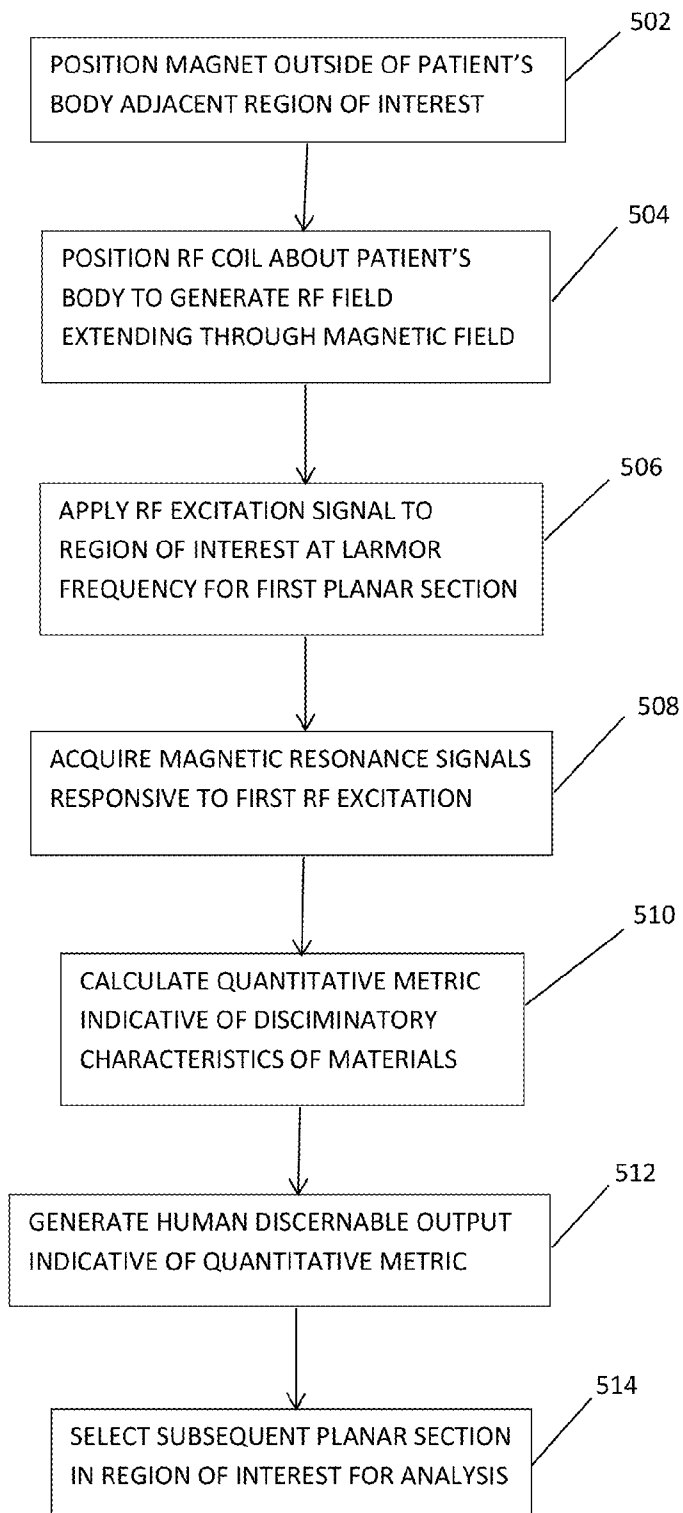 502
POSITION MAGNET OUTSIDE OF PATIENT'S
BODY ADJACENT REGION OF INTEREST
504
POSITION RF COIL ABOUT PATIENT'S
BODY TO GENERATE RF FIELD
EXTENDING THROUGH MAGNETIC FIELD
506
APPLY RF EXCITATION SIGNAL TO
REGION OF INTEREST AT LARMOR
FREQUENCY FOR FIRST PLANAR SECTION
508
ACQUIRE MAGNETIC RESONANCE SIGNALS
RESPONSIVE TO FIRST RF EXCITATION
510
CALCULATE QUANTITATIVE METRIC
INDICATIVE OF DISCIMINATORY
CHARACTERISTICS OF MATERIALS
512
GENERATE HUMAN DISCERNABLE OUTPUT
INDICATIVE OF QUANTITATIVE METRIC
514
SELECT SUBSEQUENT PLANAR SECTION
IN REGION OF INTEREST FOR ANALYSIS